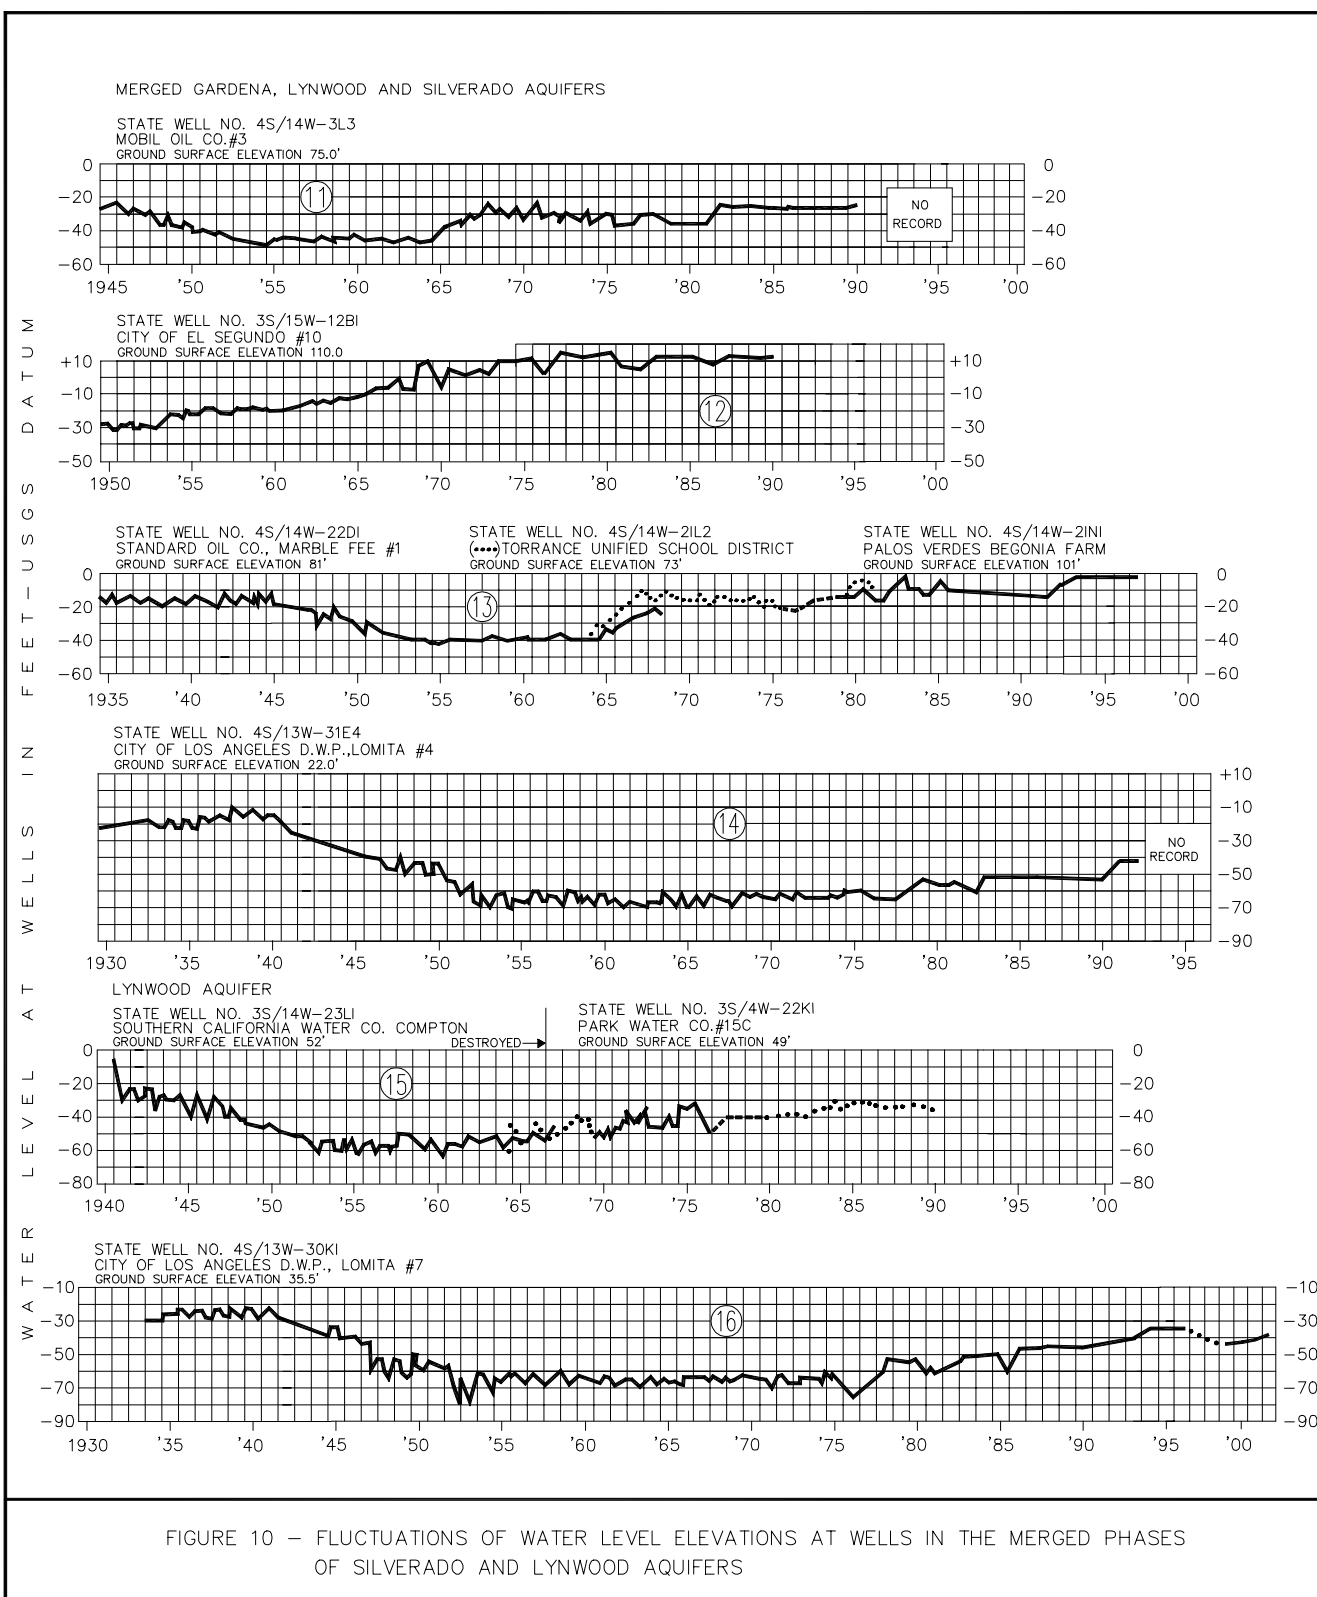 MERGED GARDENA, LYNWOOD AND SILVERADO AQUIFERS
STATE WELL NO. 4S/14W-3L3
MOBIL OIL CO.#3
GROUND SURFACE ELEVATION 75.0'
0 0
-20 -20
-40 -40
-60 -60
11
NO
RECORD
1945 '50 '55 '60 '65 '70 '75 '80 '85 '90 '95 '00
STATE WELL NO. 3S/15W-12BI
CITY OF EL SEGUNDO #10
GROUND SURFACE ELEVATION 110.0
+10 +10
-10 -10
-30 -30
-50 -50
12
1950 '55 '60 '65 '70 '75 '80 '85 '90 '95 '00
STATE WELL NO. 4S/14W-22DI
STANDARD OIL CO., MARBLE FEE #1
GROUND SURFACE ELEVATION 81'
STATE WELL NO. 4S/14W-2IL2
(····)TORRANCE UNIFIED SCHOOL DISTRICT
GROUND SURFACE ELEVATION 73'
STATE WELL NO. 4S/14W-2INI
PALOS VERDES BEGONIA FARM
GROUND SURFACE ELEVATION 101'
0 0
-20 -20
-40 -40
-60 -60
13
1935 '40 '45 '50 '55 '60 '65 '70 '75 '80 '85 '90 '95 '00
STATE WELL NO. 4S/13W-31E4
CITY OF LOS ANGELES D.W.P.,LOMITA #4
GROUND SURFACE ELEVATION 22.0'
+10
-10
-30
-50
-70
-90
14
NO
RECORD
1930 '35 '40 '45 '50 '55 '60 '65 '70 '75 '80 '85 '90 '95
LYNWOOD AQUIFER
STATE WELL NO. 3S/14W-23LI
SOUTHERN CALIFORNIA WATER CO. COMPTON
GROUND SURFACE ELEVATION 52'
DESTROYED
STATE WELL NO. 3S/4W-22KI
PARK WATER CO.#15C
GROUND SURFACE ELEVATION 49'
0 0
-20 -20
-40 -40
-60 -60
-80 -80
15
1940 '45 '50 '55 '60 '65 '70 '75 '80 '85 '90 '95 '00
STATE WELL NO. 4S/13W-30KI
CITY OF LOS ANGELES D.W.P., LOMITA #7
GROUND SURFACE ELEVATION 35.5'
-10 -10
-30 -30
-50 -50
-70 -70
-90 -90
16
1930 '35 '40 '45 '50 '55 '60 '65 '70 '75 '80 '85 '90 '95 '00
WATER LEVEL AT WELLS IN FEET-USGS DATUM
FIGURE 10 - FLUCTUATIONS OF WATER LEVEL ELEVATIONS AT WELLS IN THE MERGED PHASES
OF SILVERADO AND LYNWOOD AQUIFERS